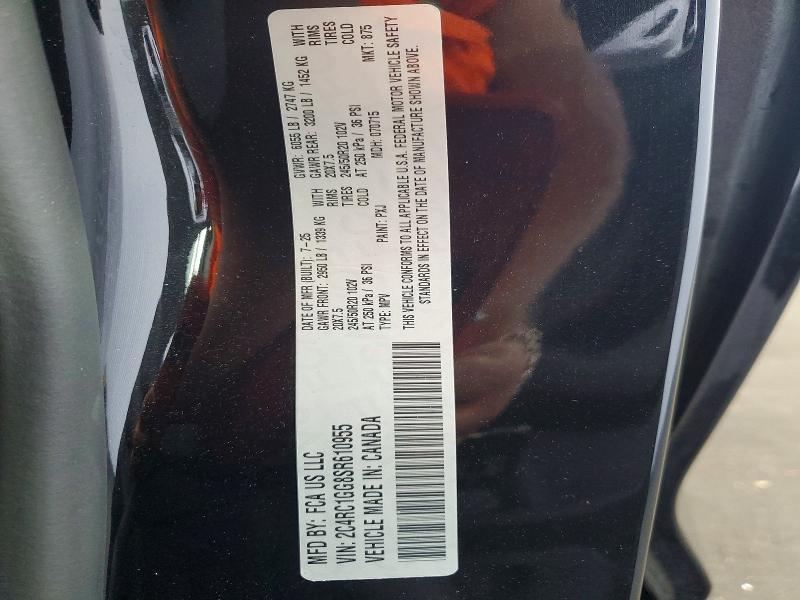 MFD BY: FCA US LLC
VIN: 2C4RC1GG8SR610955
VEHICLE MADE IN: CANADA
DATE OF MFR (BUILT): 7-25 GVWR: 6055 LB / 2747 KG
GAWR FRONT: 2950 LB / 1339 KG WITH GAWR REAR: 3200 LB / 1452 KG WITH
20X7.5 RIMS 20X7.5 RIMS
245/50R20 102V TIRES 245/50R20 102V TIRES
AT 250 kPa / 36 PSI COLD AT 250 kPa / 36 PSI COLD
TYPE: MPV PAINT: PXJ MDH: 070715 MKT: 875
THIS VEHICLE CONFORMS TO ALL APPLICABLE U.S.A. FEDERAL MOTOR VEHICLE SAFETY
STANDARDS IN EFFECT ON THE DATE OF MANUFACTURE SHOWN ABOVE.